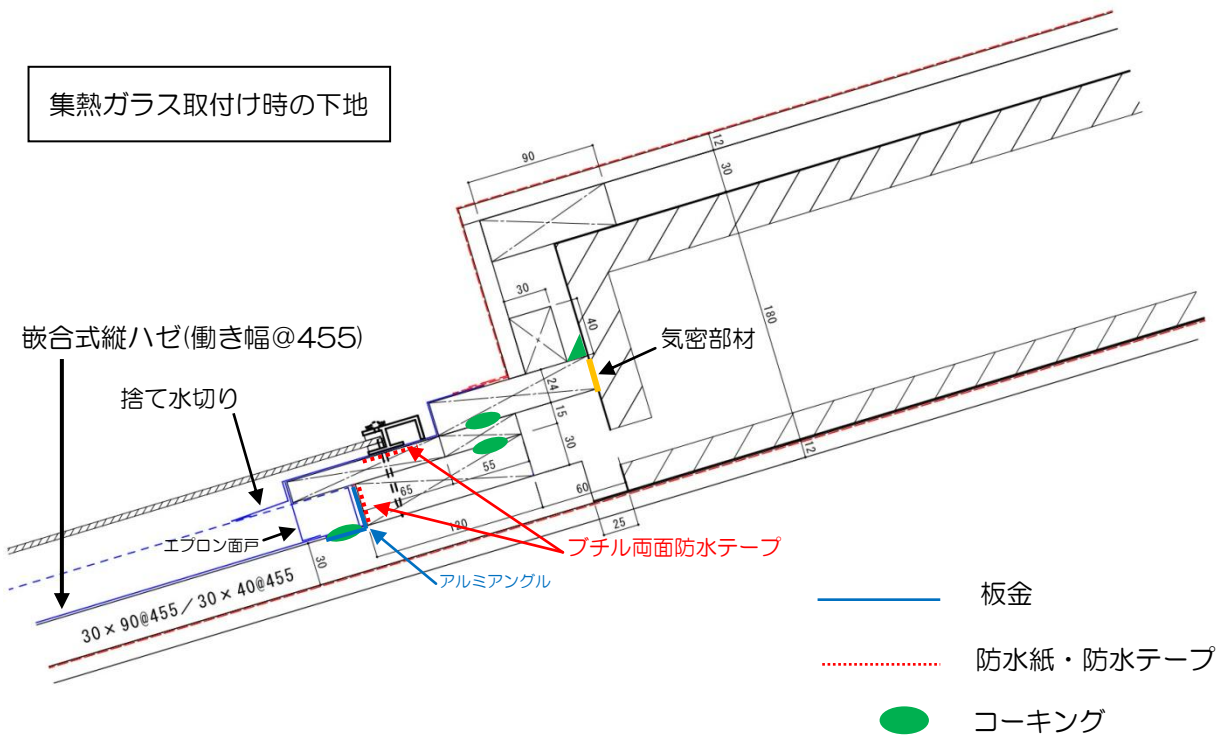 集熱ガラス取付け時の下地
90
12
30
30
40
180
嵌合式縦ハゼ(働き幅@455)
気密部材
捨て水切り
24
15
30
55
65
60
12
120
25
エプロン面戸
ブチル両面防水テープ
30
アルミアングル
30×90@455/30×40@455
板金
防水紙・防水テープ
コーキング